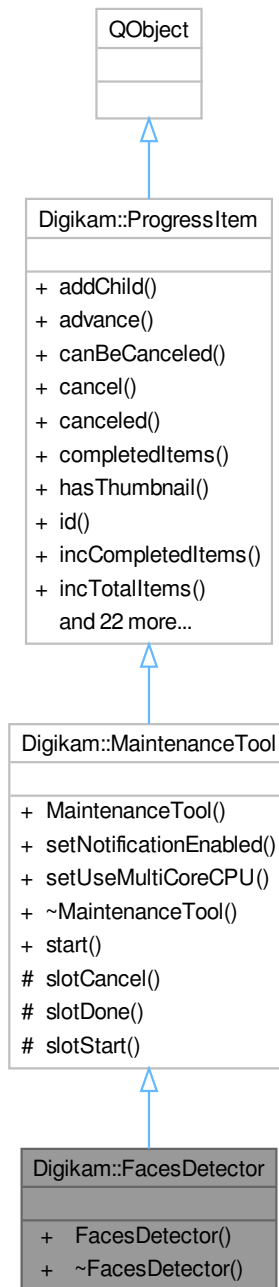 QObject
Digikam::ProgressItem
+ addChild()
+ advance()
+ canBeCanceled()
+ cancel()
+ canceled()
+ completedItems()
+ hasThumbnail()
+ id()
+ incCompletedItems()
+ incTotalItems()
and 22 more...
Digikam::MaintenanceTool
+ MaintenanceTool()
+ setNotificationEnabled()
+ setUseMultiCoreCPU()
+ ~MaintenanceTool()
+ start()
# slotCancel()
# slotDone()
# slotStart()
Digikam::FacesDetector
+ FacesDetector()
+ ~FacesDetector()